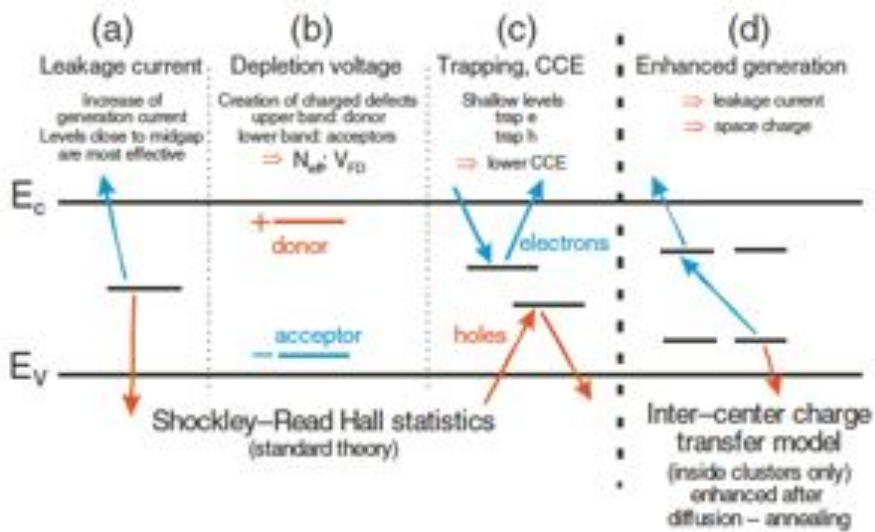 (a)
Leakage current
Increase of
generation current
Levels close to midgap
are most effective
(b)
Depletion voltage
Creation of charged defects
upper band: donor
lower band: acceptors
⇒ Neff; VFD
(c)
Trapping, CCE
Shallow levels
trap e
trap h
⇒ lower CCE
(d)
Enhanced generation
⇒ leakage current
⇒ space charge
Ec
+
donor
electrons
acceptor
−
holes
EV
Shockley–Read Hall statistics
(standard theory)
Inter–center charge
transfer model
(inside clusters only)
enhanced after
diffusion – annealing